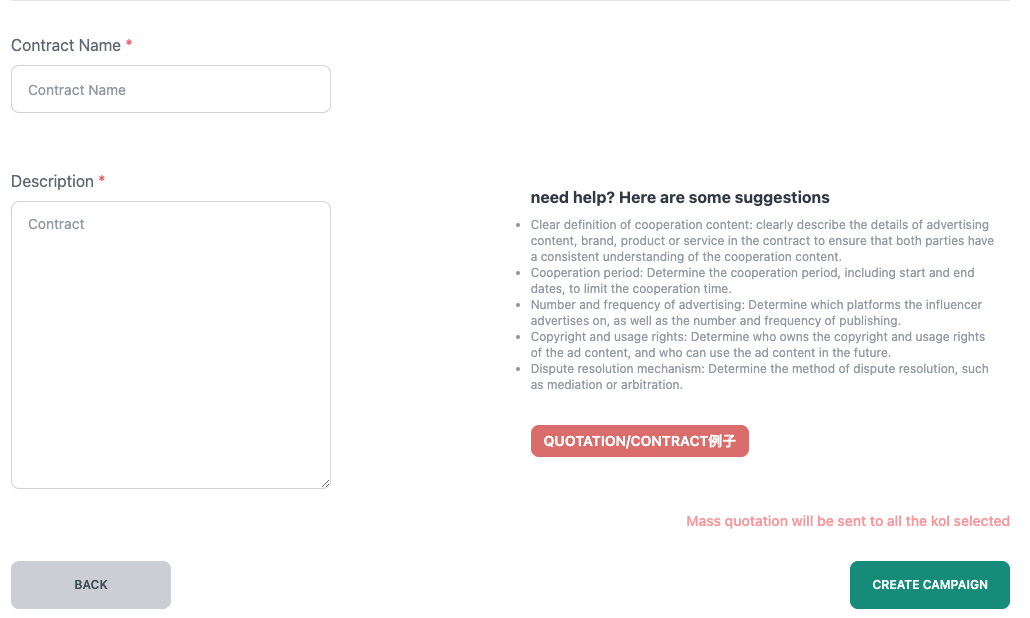 Contract Name *
Contract Name
Description *
Contract
need help? Here are some suggestions
• Clear definition of cooperation content: clearly describe the details of advertising
content, brand, product or service in the contract to ensure that both parties have
a consistent understanding of the cooperation content.
• Cooperation period: Determine the cooperation period, including start and end
dates, to limit the cooperation time.
• Number and frequency of advertising: Determine which platforms the influencer
advertises on, as well as the number and frequency of publishing.
• Copyright and usage rights: Determine who owns the copyright and usage rights
of the ad content, and who can use the ad content in the future.
• Dispute resolution mechanism: Determine the method of dispute resolution, such
as mediation or arbitration.
QUOTATION/CONTRACT例子
Mass quotation will be sent to all the kol selected
BACK
CREATE CAMPAIGN